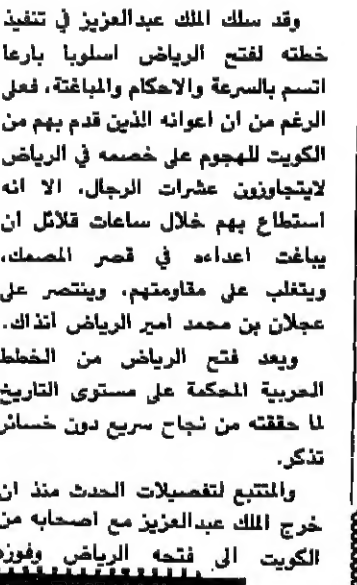 وقد سلك الملك عبدالعزيز في تنفيذ
خطته لفتح الرياض اسلوبا بارعا
اتسم بالسرعة والاحكام والمباغتة، فعلى
الرغم من ان اعوانه الذين قدم بهم من
الكويت للهجوم على خصمه في الرياض
لايتجاوزون عشرات الرجال، الا انه
استطاع بهم خلال ساعات قلائل ان
يباغت اعداءه في قصر المصمك،
ويتغلب على مقاومتهم، وينتصر على
عجلان بن محمد امير الرياض آنذاك.
ويعد فتح الرياض من الخطط
الحربية المحكمة على مستوى التاريخ
لما حققته من نجاح سريع دون خسائر
تذكر.
والمتتبع لتفصيلات الحدث منذ ان
خرج الملك عبدالعزيز مع اصحابه من
الكويت الى فتحه الرياض وفوزه